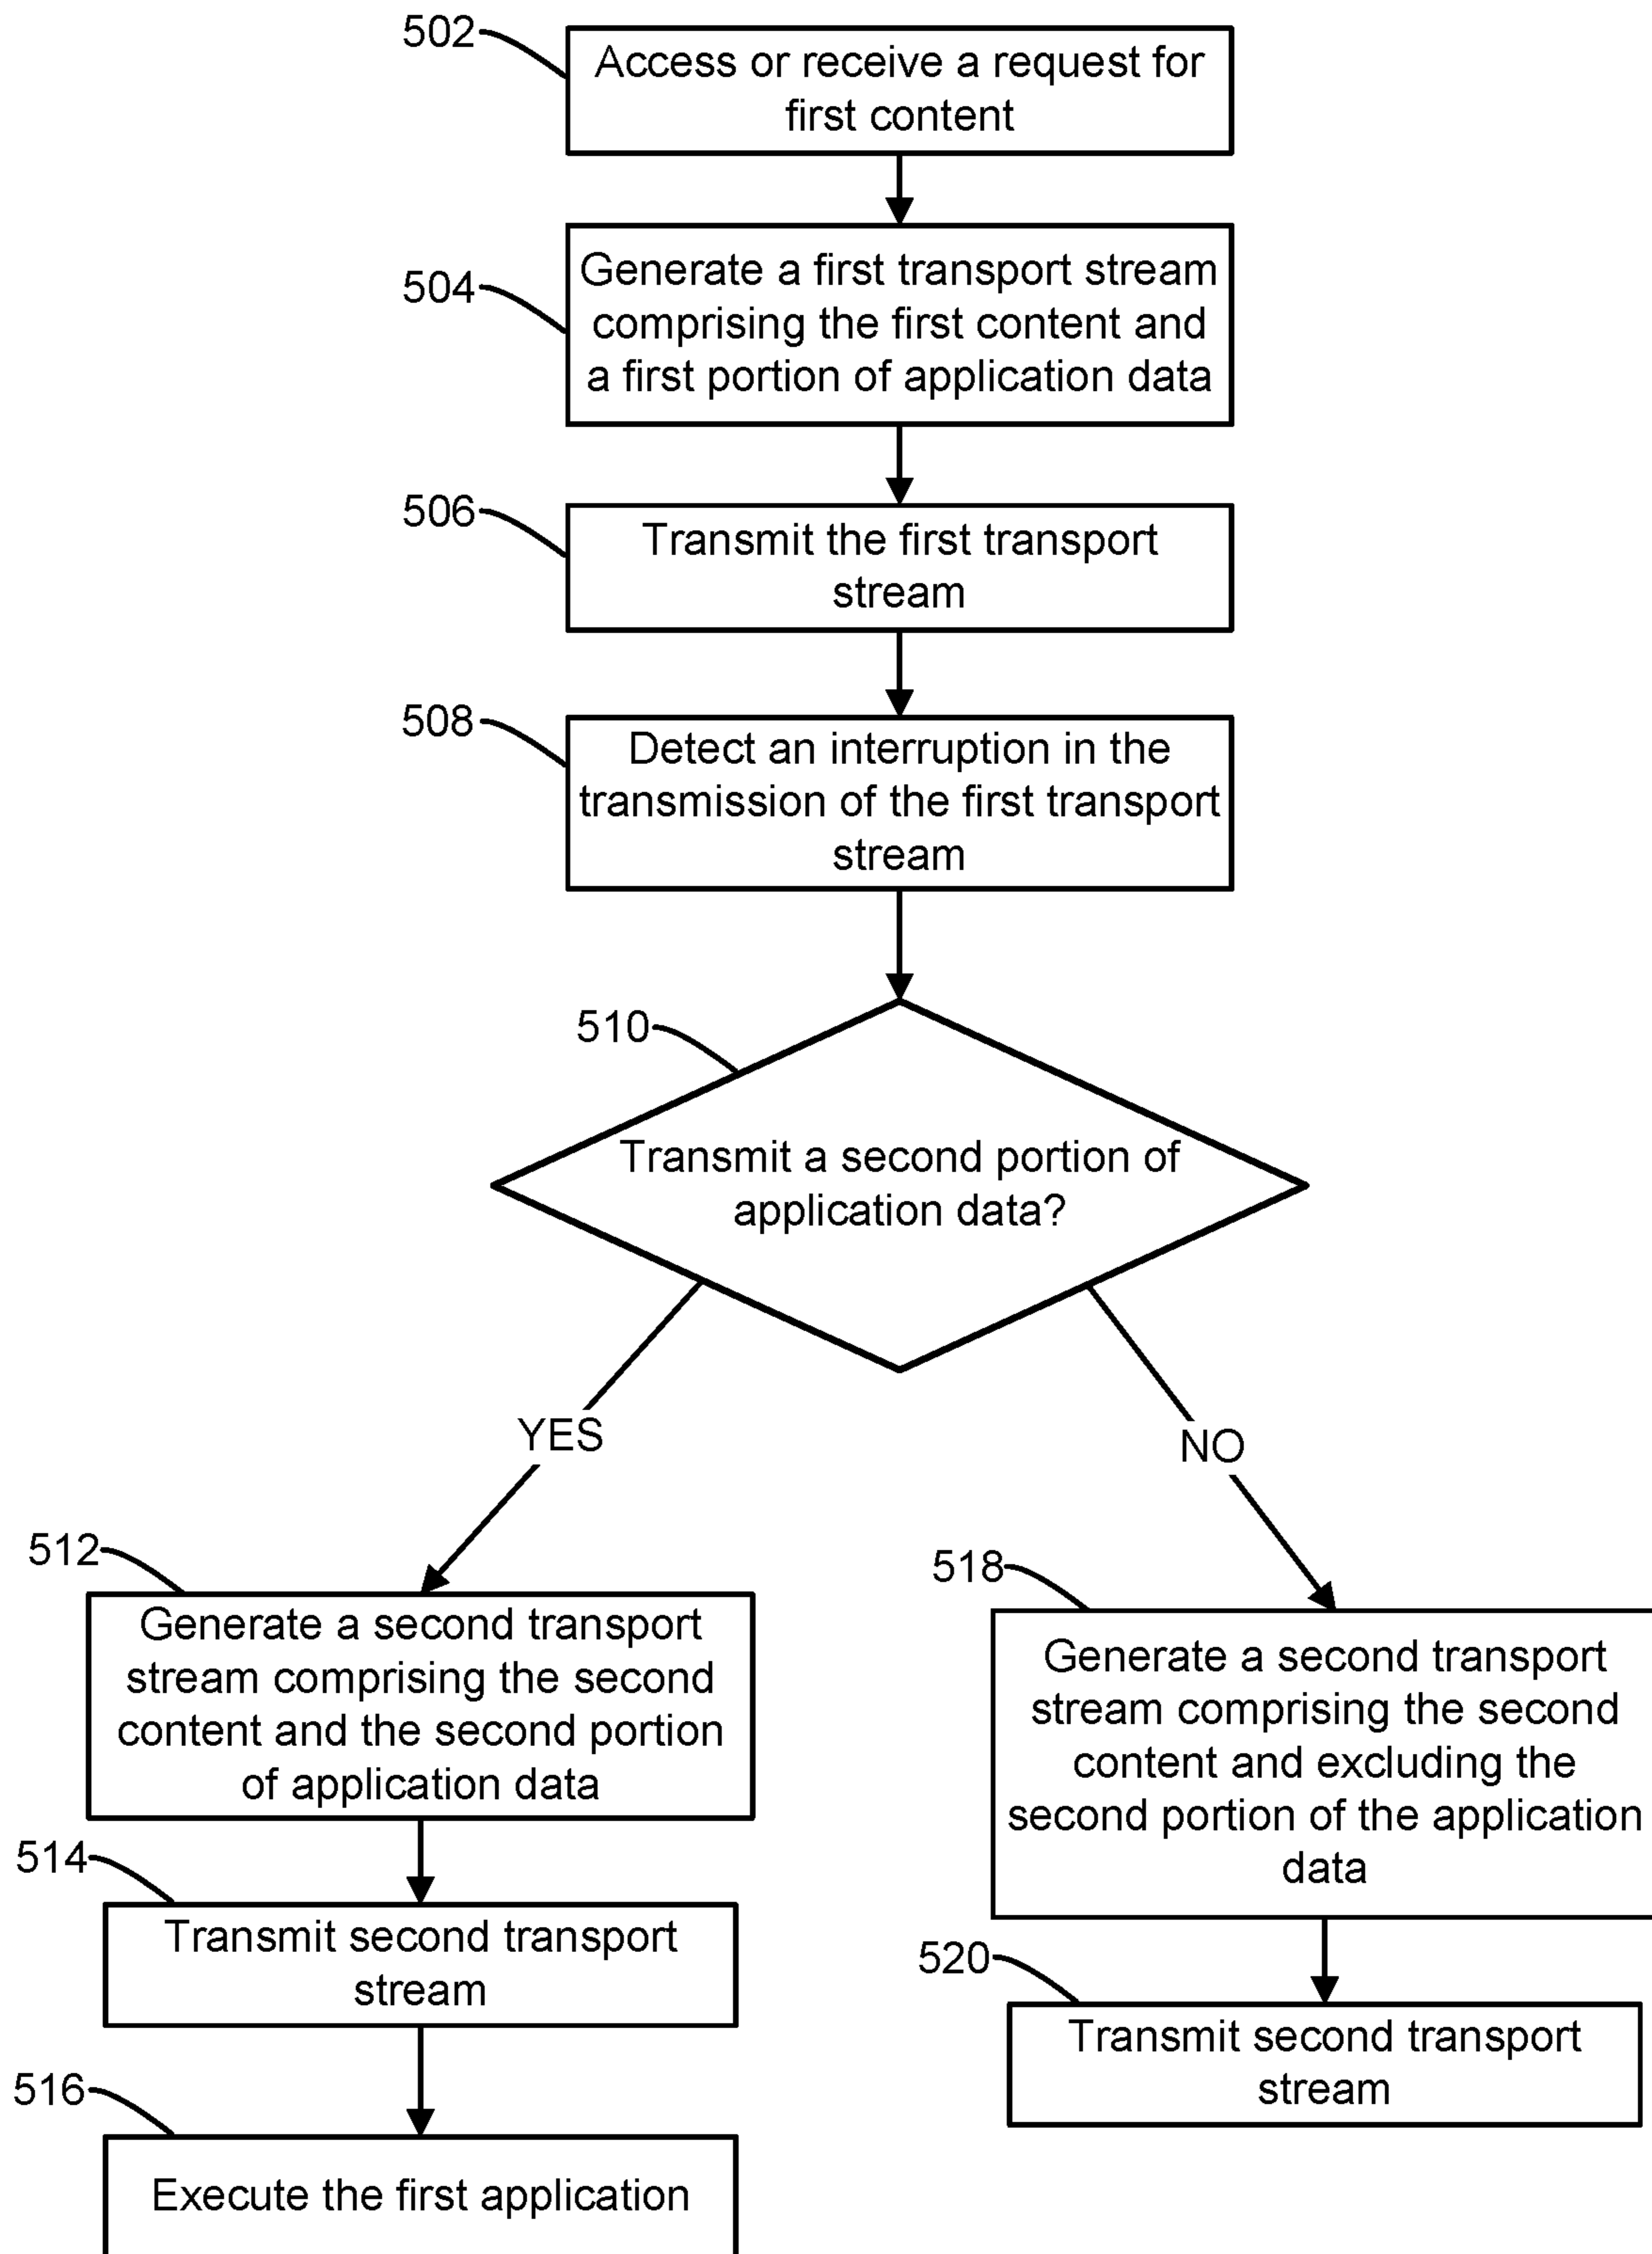 502
Access or receive a request for
first content
504
Generate a first transport stream
comprising the first content and
a first portion of application data
506
Transmit the first transport
stream
508
Detect an interruption in the
transmission of the first transport
stream
510
Transmit a second portion of
application data?
YES
NO
512
Generate a second transport
stream comprising the second
content and the second portion
of application data
514
Transmit second transport
stream
516
Execute the first application
518
Generate a second transport
stream comprising the second
content and excluding the
second portion of the application
data
520
Transmit second transport
stream